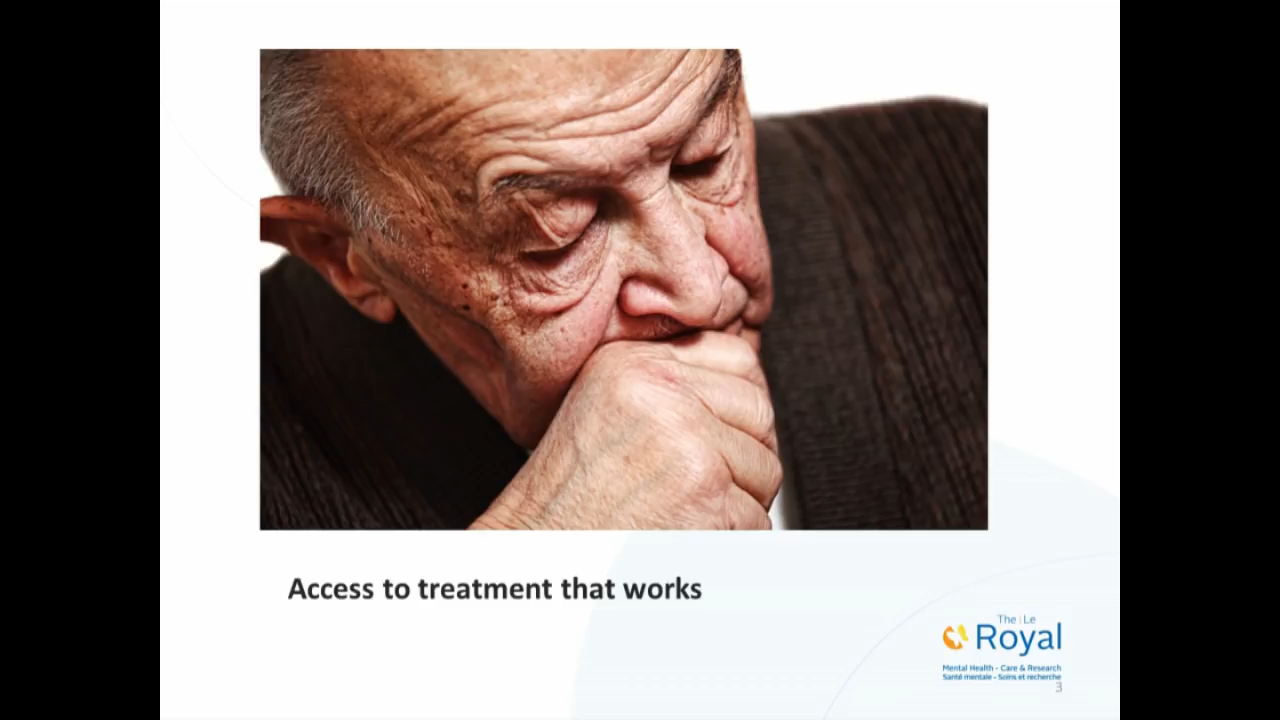 Access to treatment that works
The | Le
Royal
Mental Health - Care & Research
Santé mentale - Soins et recherche
3